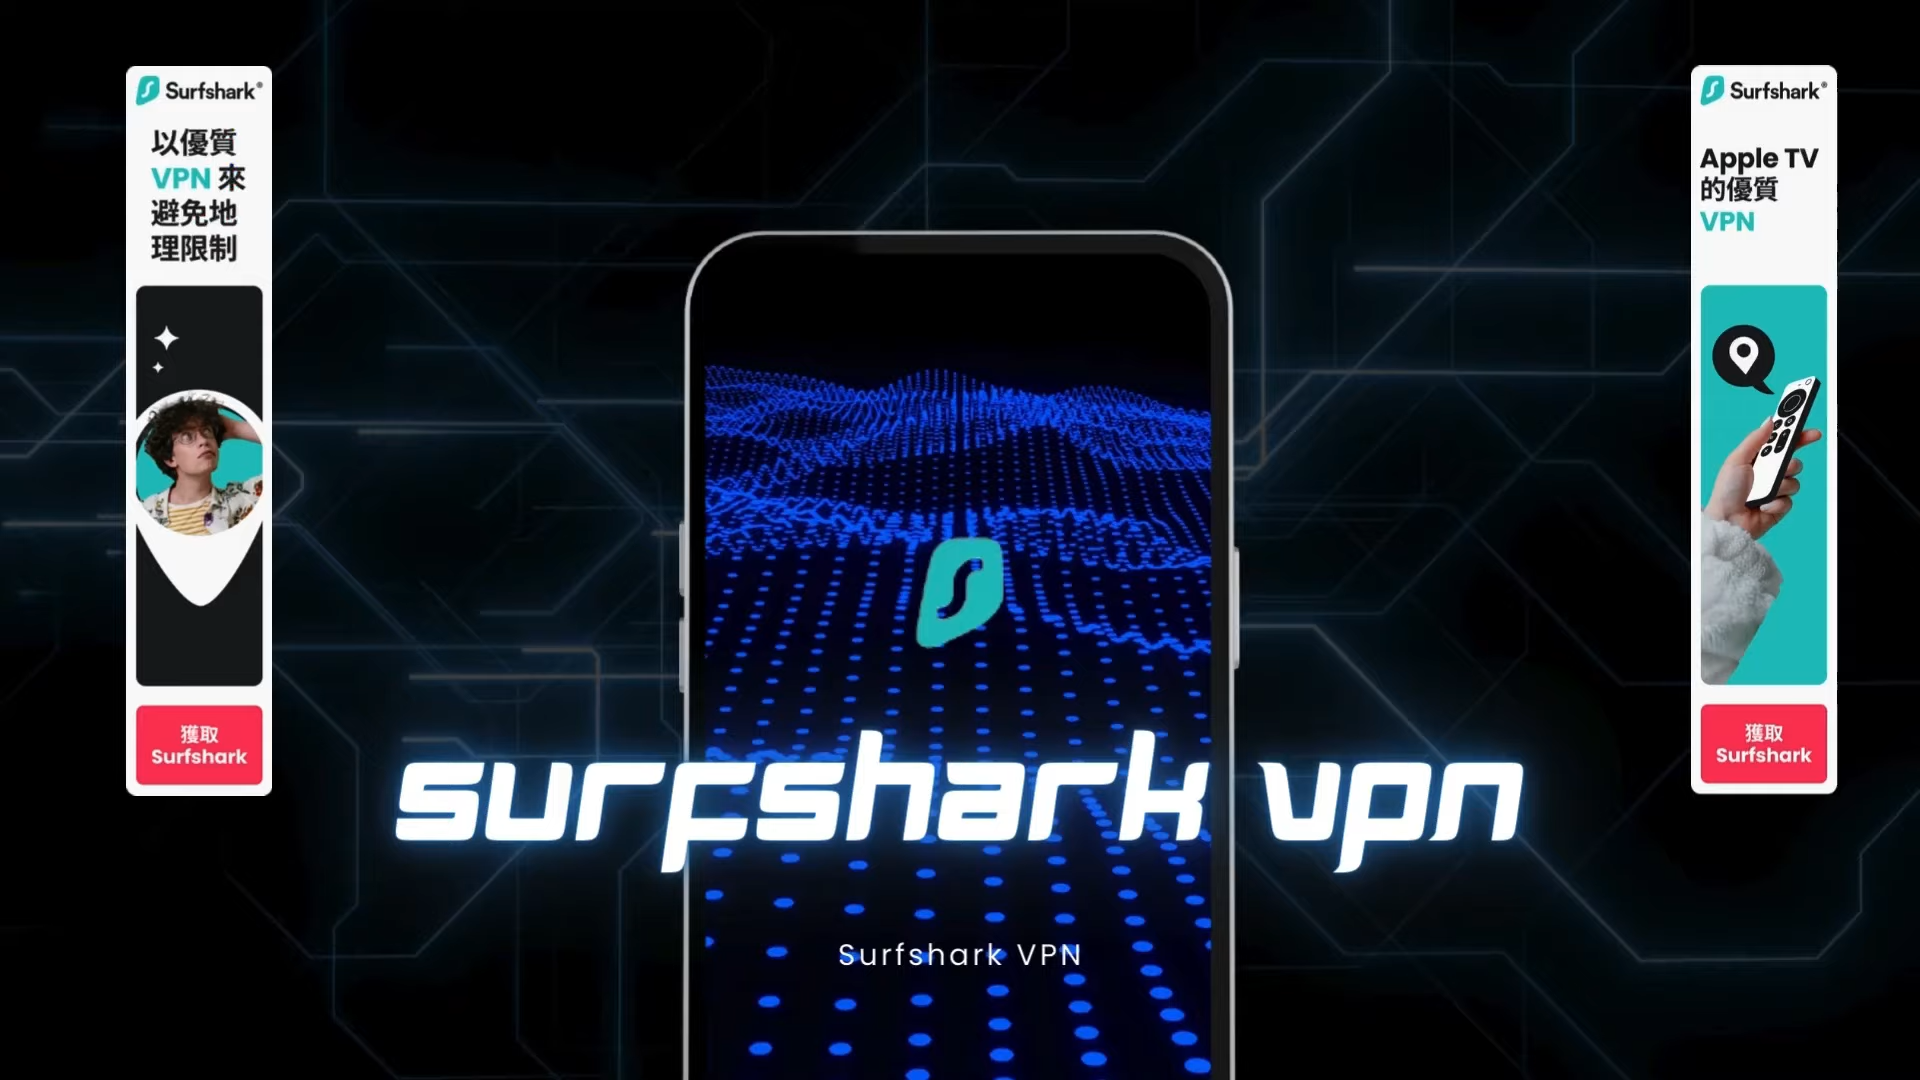 Surfshark®
以優質
VPN 來
避免地
理限制
獲取
Surfshark
Surfshark®
Apple TV
的優質
VPN
獲取
Surfshark
surfshark vpn
Surfshark VPN